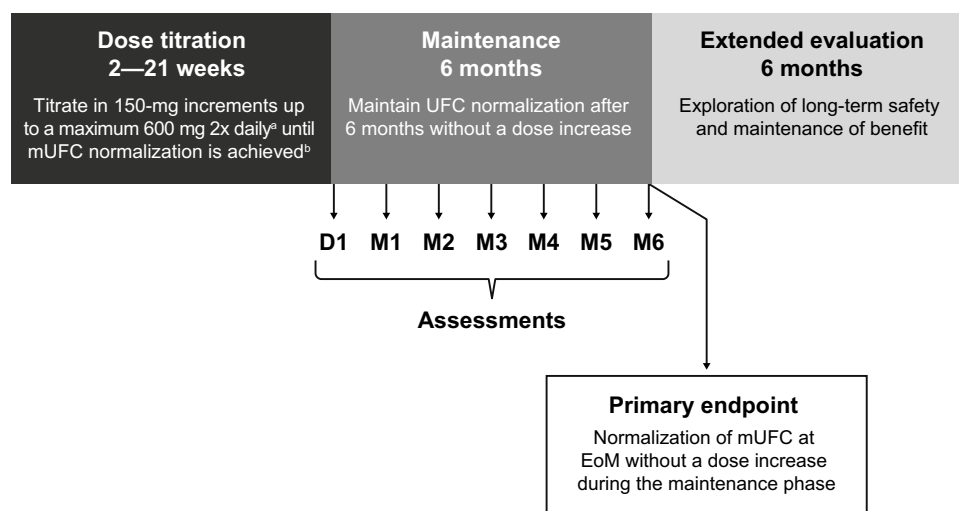 Dose titration
2—21 weeks
Titrate in 150-mg increments up
to a maximum 600 mg 2x dailyᵃ until
mUFC normalization is achievedᵇ
Maintenance
6 months
Maintain UFC normalization after
6 months without a dose increase
Extended evaluation
6 months
Exploration of long-term safety
and maintenance of benefit
D1 M1 M2 M3 M4 M5 M6
Assessments
Primary endpoint
Normalization of mUFC at
EoM without a dose increase
during the maintenance phase